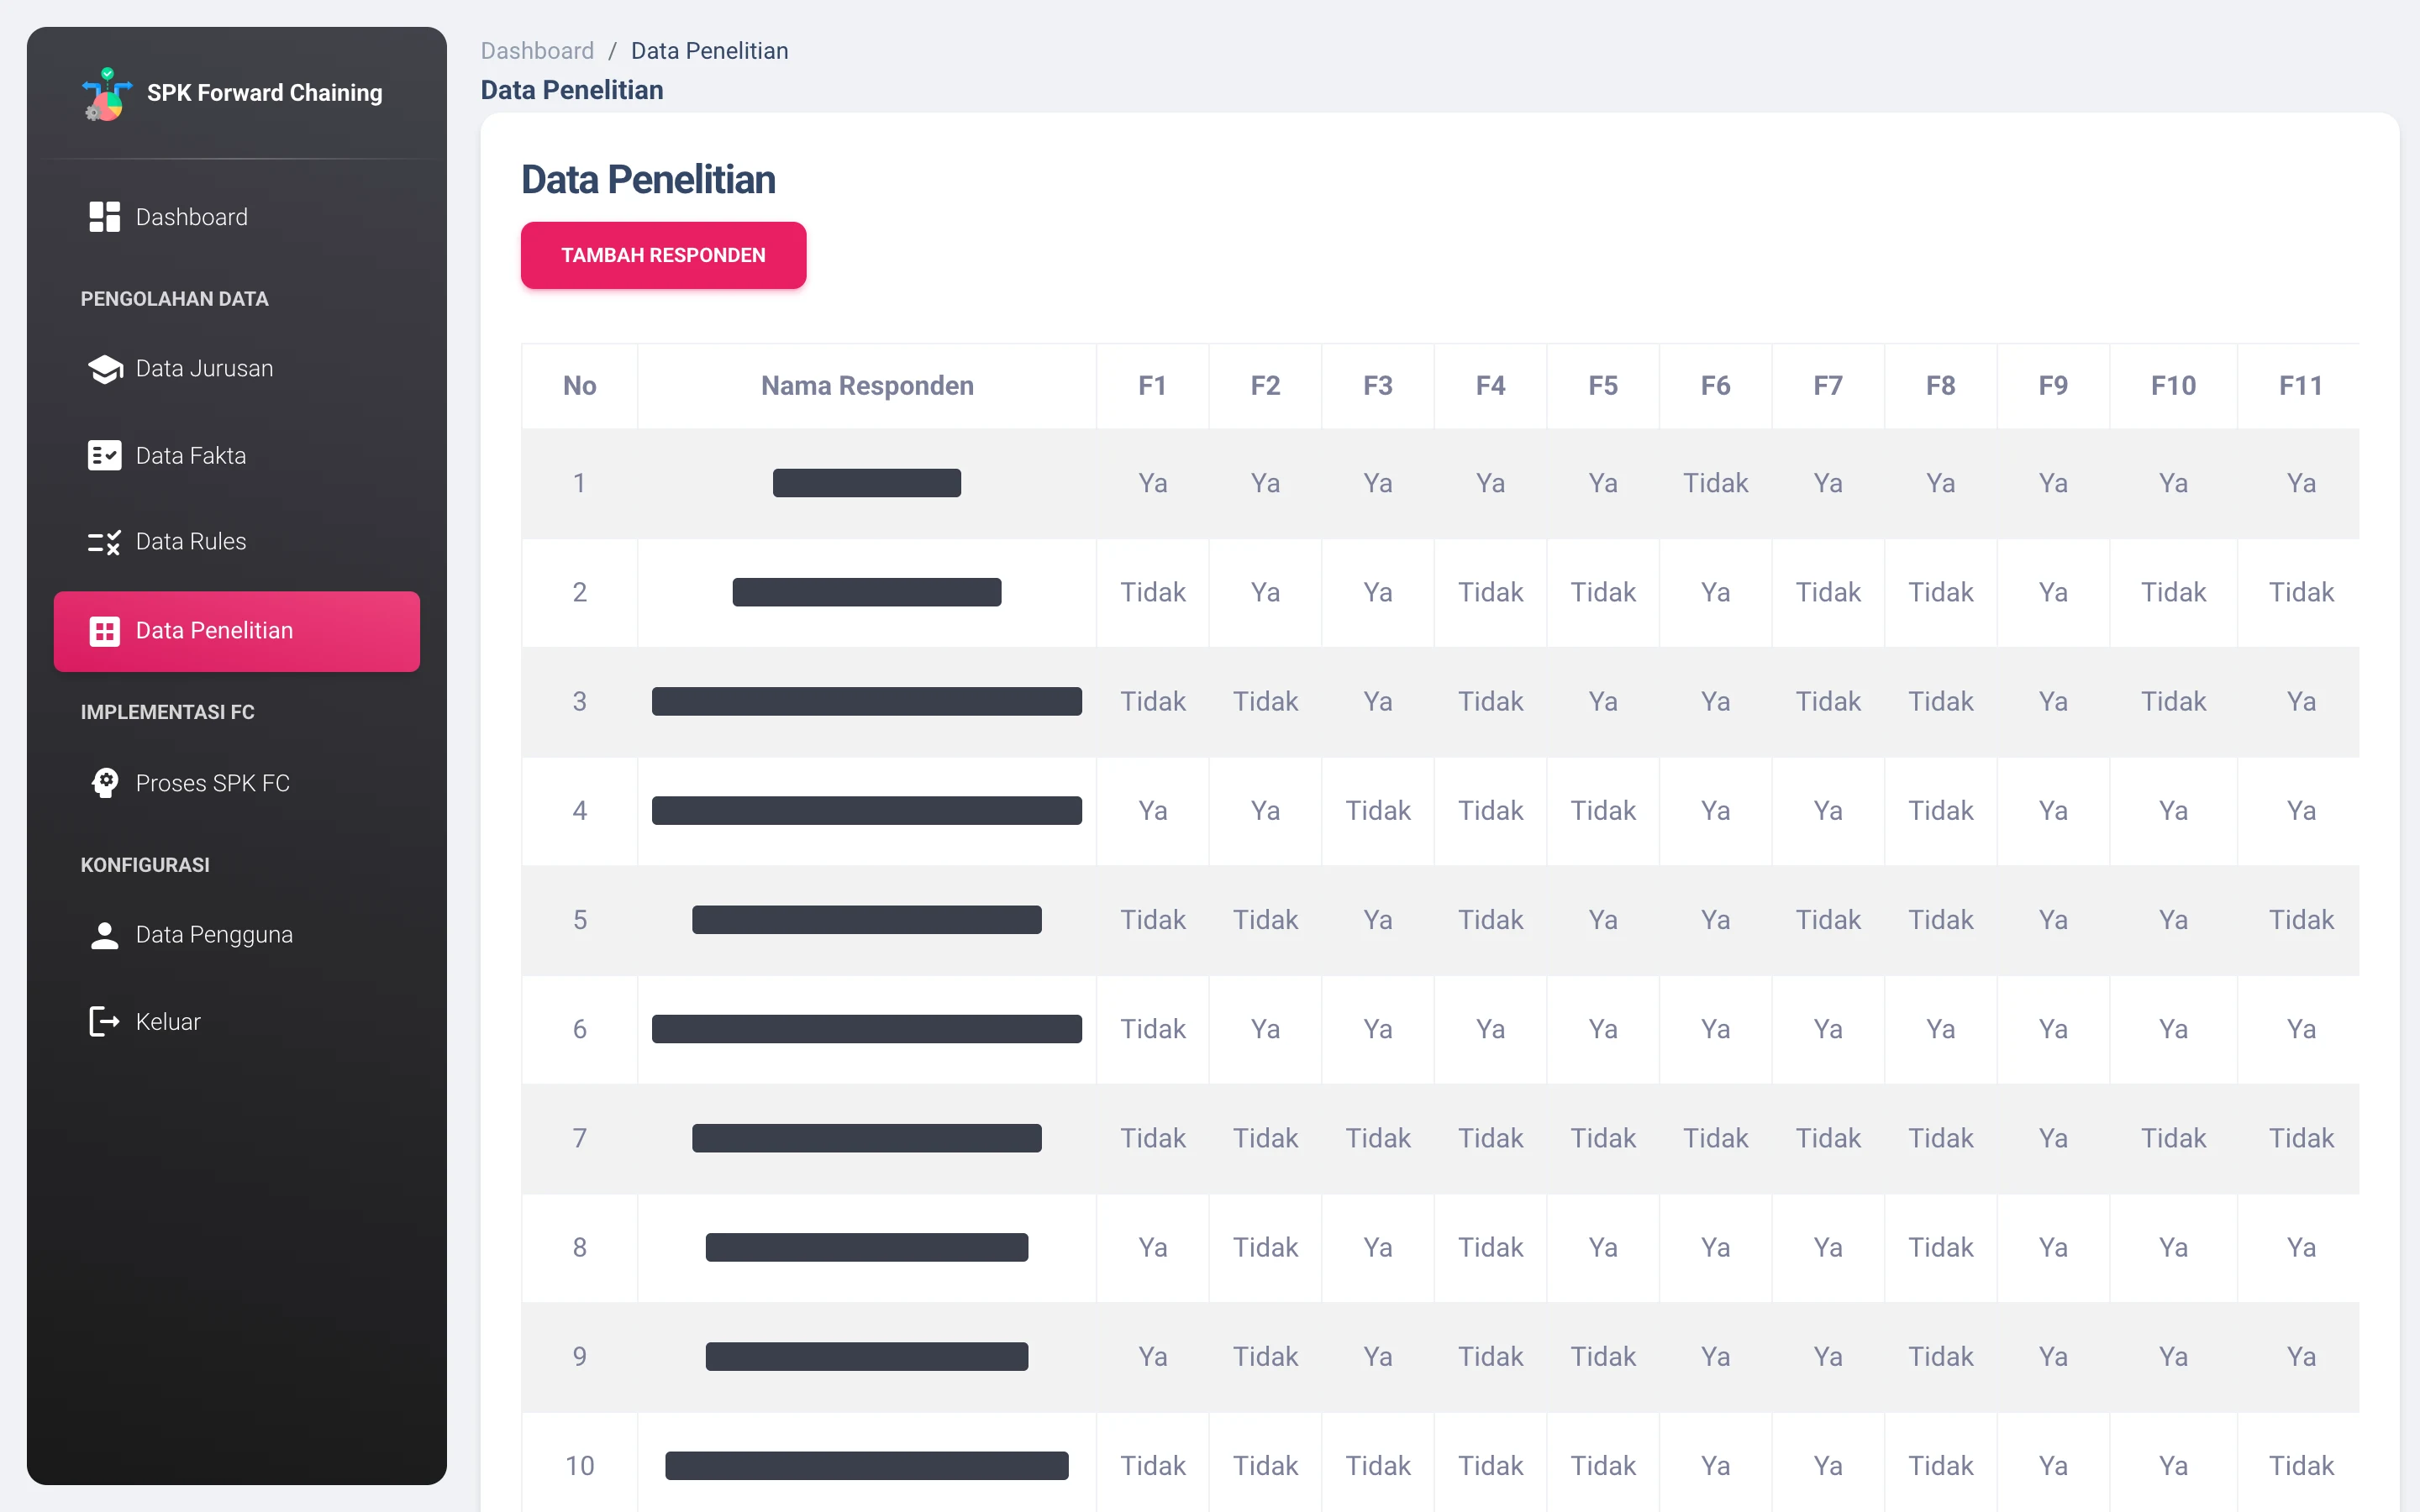 SPK Forward Chaining
Dashboard
PENGOLAHAN DATA
Data Jurusan
Data Fakta
Data Rules
Data Penelitian
IMPLEMENTASI FC
Proses SPK FC
KONFIGURASI
Data Pengguna
Keluar
Dashboard / Data Penelitian
Data Penelitian
Data Penelitian
TAMBAH RESPONDEN
No Nama Responden F1 F2 F3 F4 F5 F6 F7 F8 F9 F10 F11
1 Ya Ya Ya Ya Ya Tidak Ya Ya Ya Ya Ya
2 Tidak Ya Ya Tidak Tidak Ya Tidak Tidak Ya Tidak Tidak
3 Tidak Tidak Ya Tidak Ya Ya Tidak Tidak Ya Tidak Ya
4 Ya Ya Tidak Tidak Tidak Ya Ya Tidak Ya Ya Ya
5 Tidak Tidak Ya Tidak Ya Ya Tidak Tidak Ya Ya Tidak
6 Tidak Ya Ya Ya Ya Ya Ya Ya Ya Ya Ya
7 Tidak Tidak Tidak Tidak Tidak Tidak Tidak Tidak Ya Tidak Tidak
8 Ya Tidak Ya Tidak Ya Ya Ya Tidak Ya Ya Ya
9 Ya Tidak Ya Tidak Tidak Ya Ya Tidak Ya Ya Ya
10 Tidak Tidak Tidak Tidak Tidak Ya Ya Tidak Ya Ya Tidak